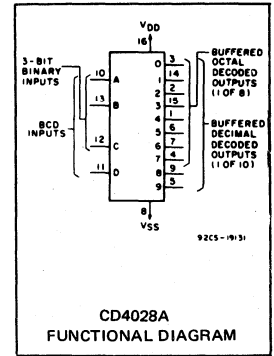 VDD
16
3-BIT
BINARY
INPUTS
BCD
INPUTS
10 A
13 B
12 C
11 D
0 3
1 14
2 2
3 15
4 1
5 6
6 7
7 4
8 9
9 5
BUFFERED
OCTAL
DECODED
OUTPUTS
(1 OF 8)
BUFFERED
DECIMAL
DECODED
OUTPUTS
(1 OF 10)
8
VSS
92CS-19131
CD4028A
FUNCTIONAL DIAGRAM